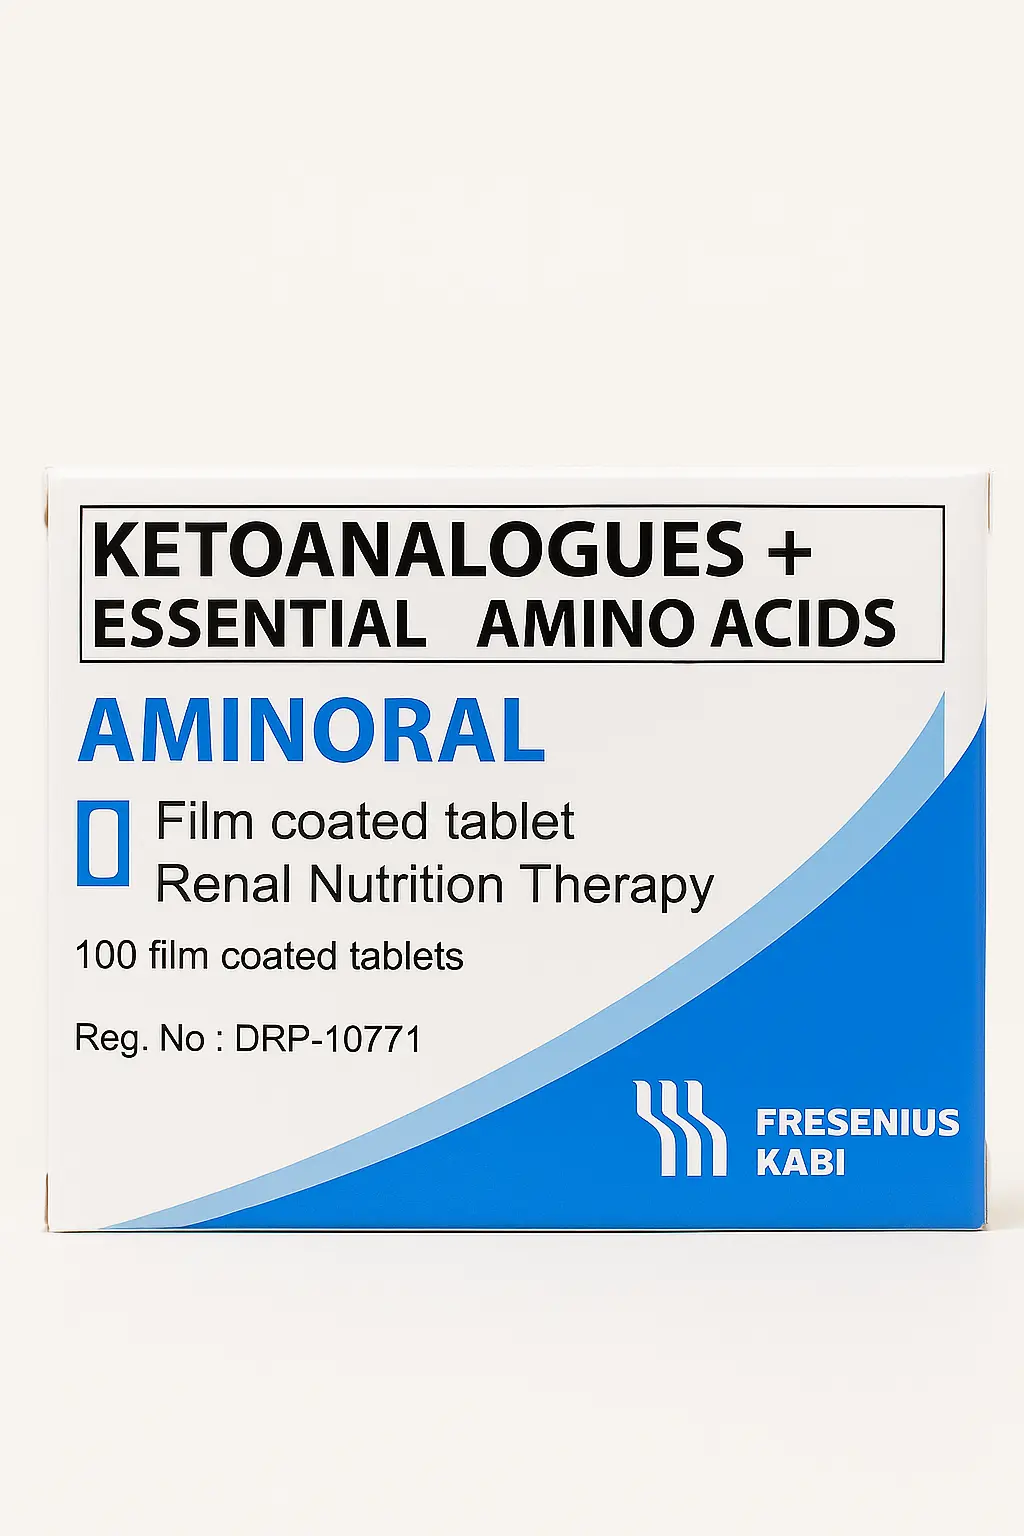 KETOANALOGUES +
ESSENTIAL AMINO ACIDS
AMINORAL
Film coated tablet
Renal Nutrition Therapy
100 film coated tablets
Reg. No : DRP-10771
FRESENIUS
KABI